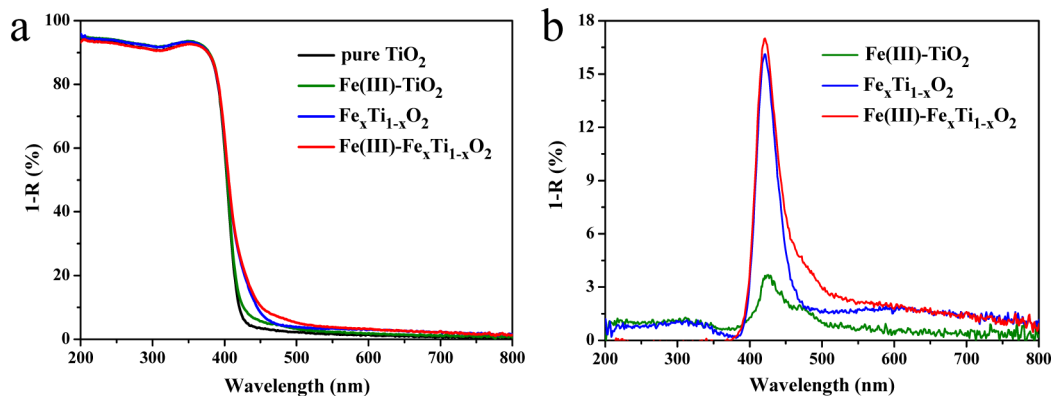 a
100
80
60
40
20
0
1-R (%)
200 300 400 500 600 700 800
Wavelength (nm)
pure TiO2
Fe(III)-TiO2
FexTi1-xO2
Fe(III)-FexTi1-xO2
b
18
15
12
9
6
3
0
1-R (%)
200 300 400 500 600 700 800
Wavelength (nm)
Fe(III)-TiO2
FexTi1-xO2
Fe(III)-FexTi1-xO2